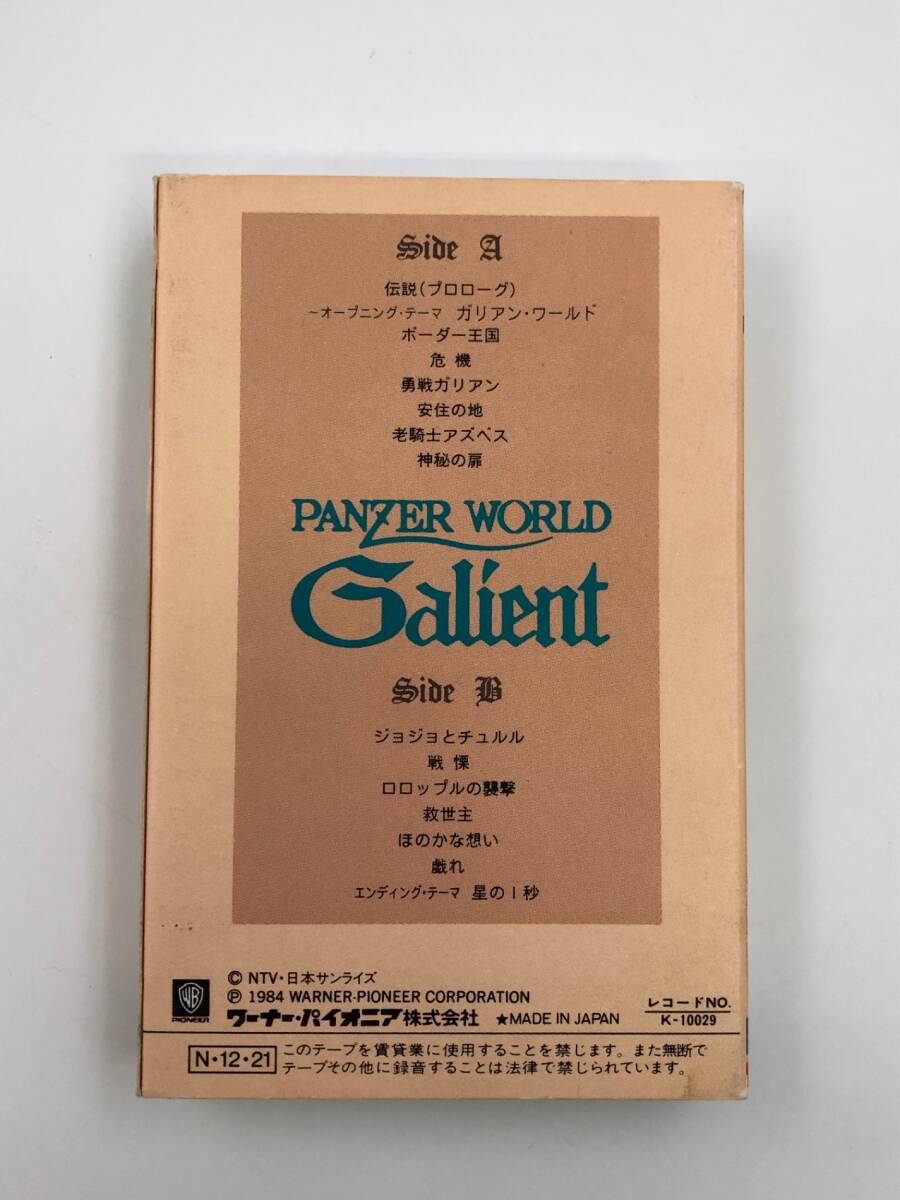 Side A
伝説(プロローグ)
~オープニング・テーマ ガリアン・ワールド
ボーダー王国
危機
勇戦ガリアン
安住の地
老騎士アズベス
神秘の扉
PANZER WORLD
Galient
Side B
ジョジョとチュルル
戦慄
ロロップルの襲撃
救世主
ほのかな想い
戯れ
エンディング・テーマ 星の1秒
© NTV・日本サンライズ
℗ 1984 WARNER-PIONEER CORPORATION
ワーナー・パイオニア株式会社 ★MADE IN JAPAN
WB
PIONEER
レコードNO.
K-10029
N・12・21
このテープを賃貸業に使用することを禁じます。また無断で
テープその他に録音することは法律で禁じられています。